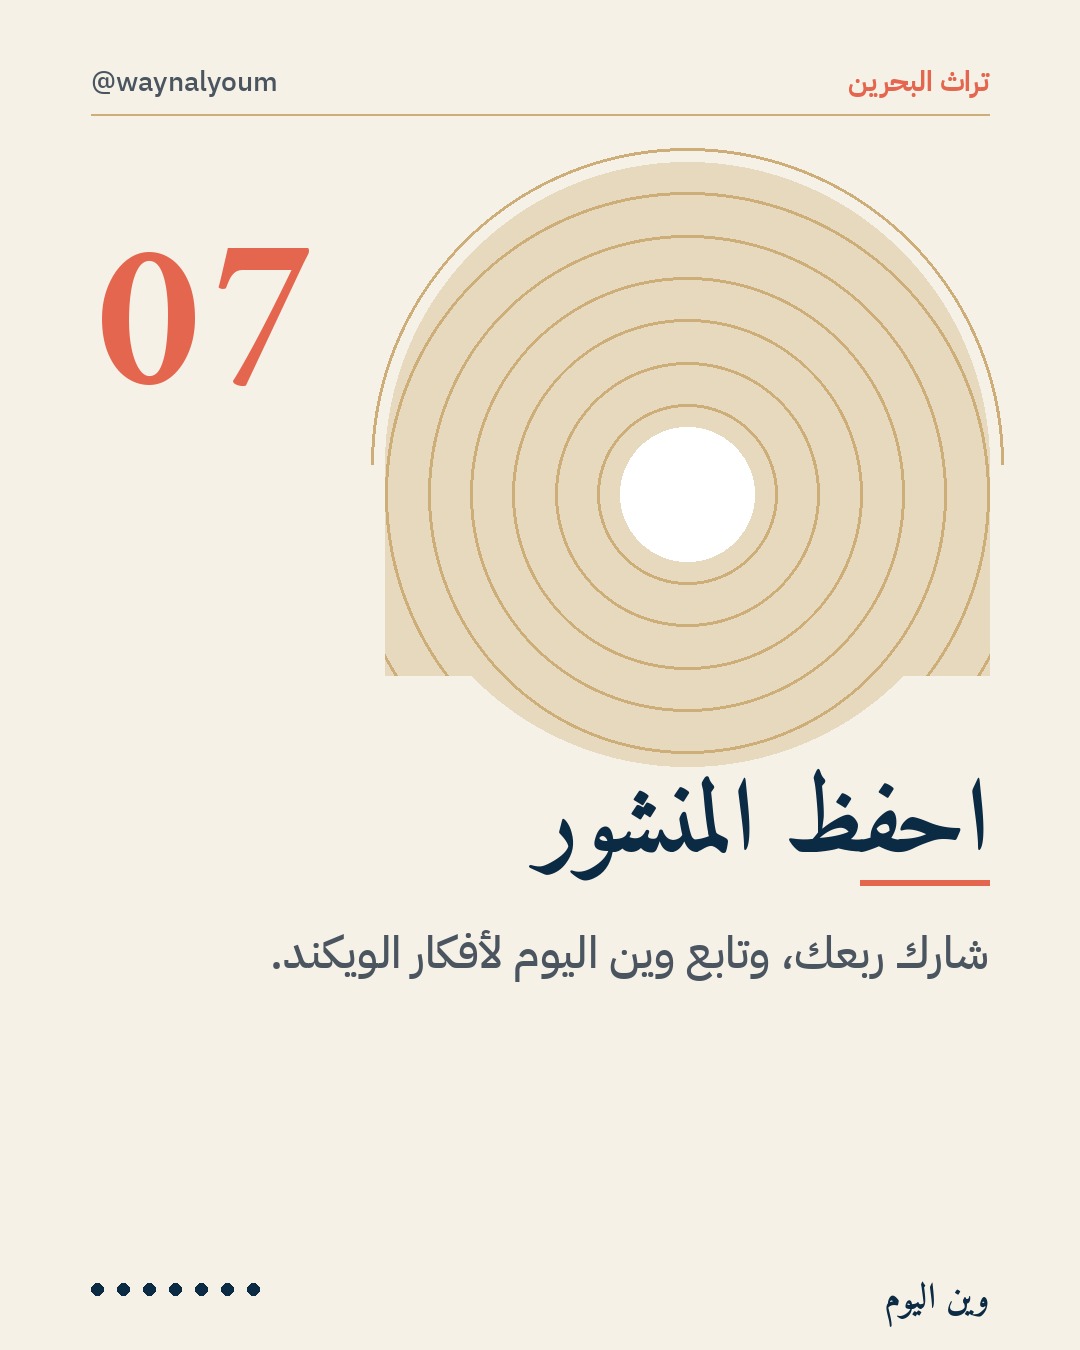 تراث البحرين
@waynalyoum
07
احفظ المنشور
شارك ربعك، وتابع وين اليوم لأفكار الويكند.
وين اليوم